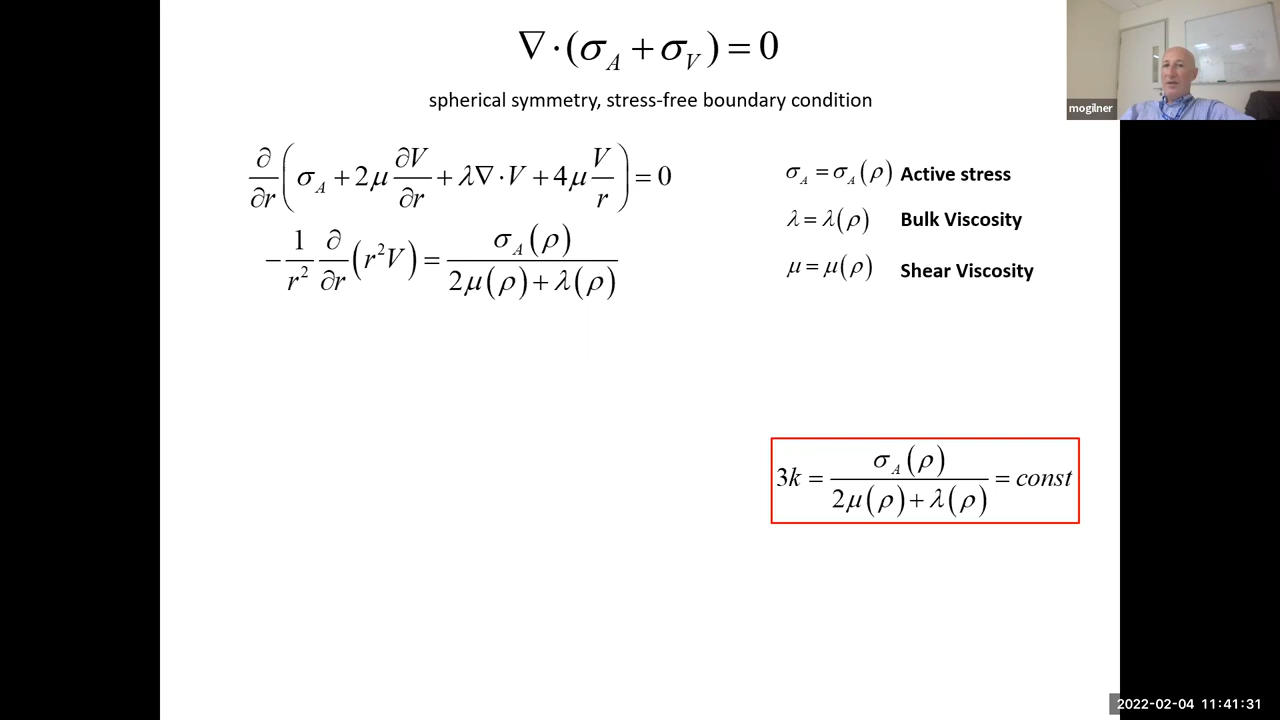 ∇·(σ_A + σ_V) = 0
spherical symmetry, stress-free boundary condition
∂/∂r (σ_A + 2μ ∂V/∂r + λ∇·V + 4μ V/r) = 0
−1/r² ∂/∂r (r²V) = σ_A(ρ) / (2μ(ρ) + λ(ρ))
σ_A = σ_A(ρ) Active stress
λ = λ(ρ) Bulk Viscosity
μ = μ(ρ) Shear Viscosity
3k = σ_A(ρ) / (2μ(ρ) + λ(ρ)) = const
mogilner
2022-02-04 11:41:31